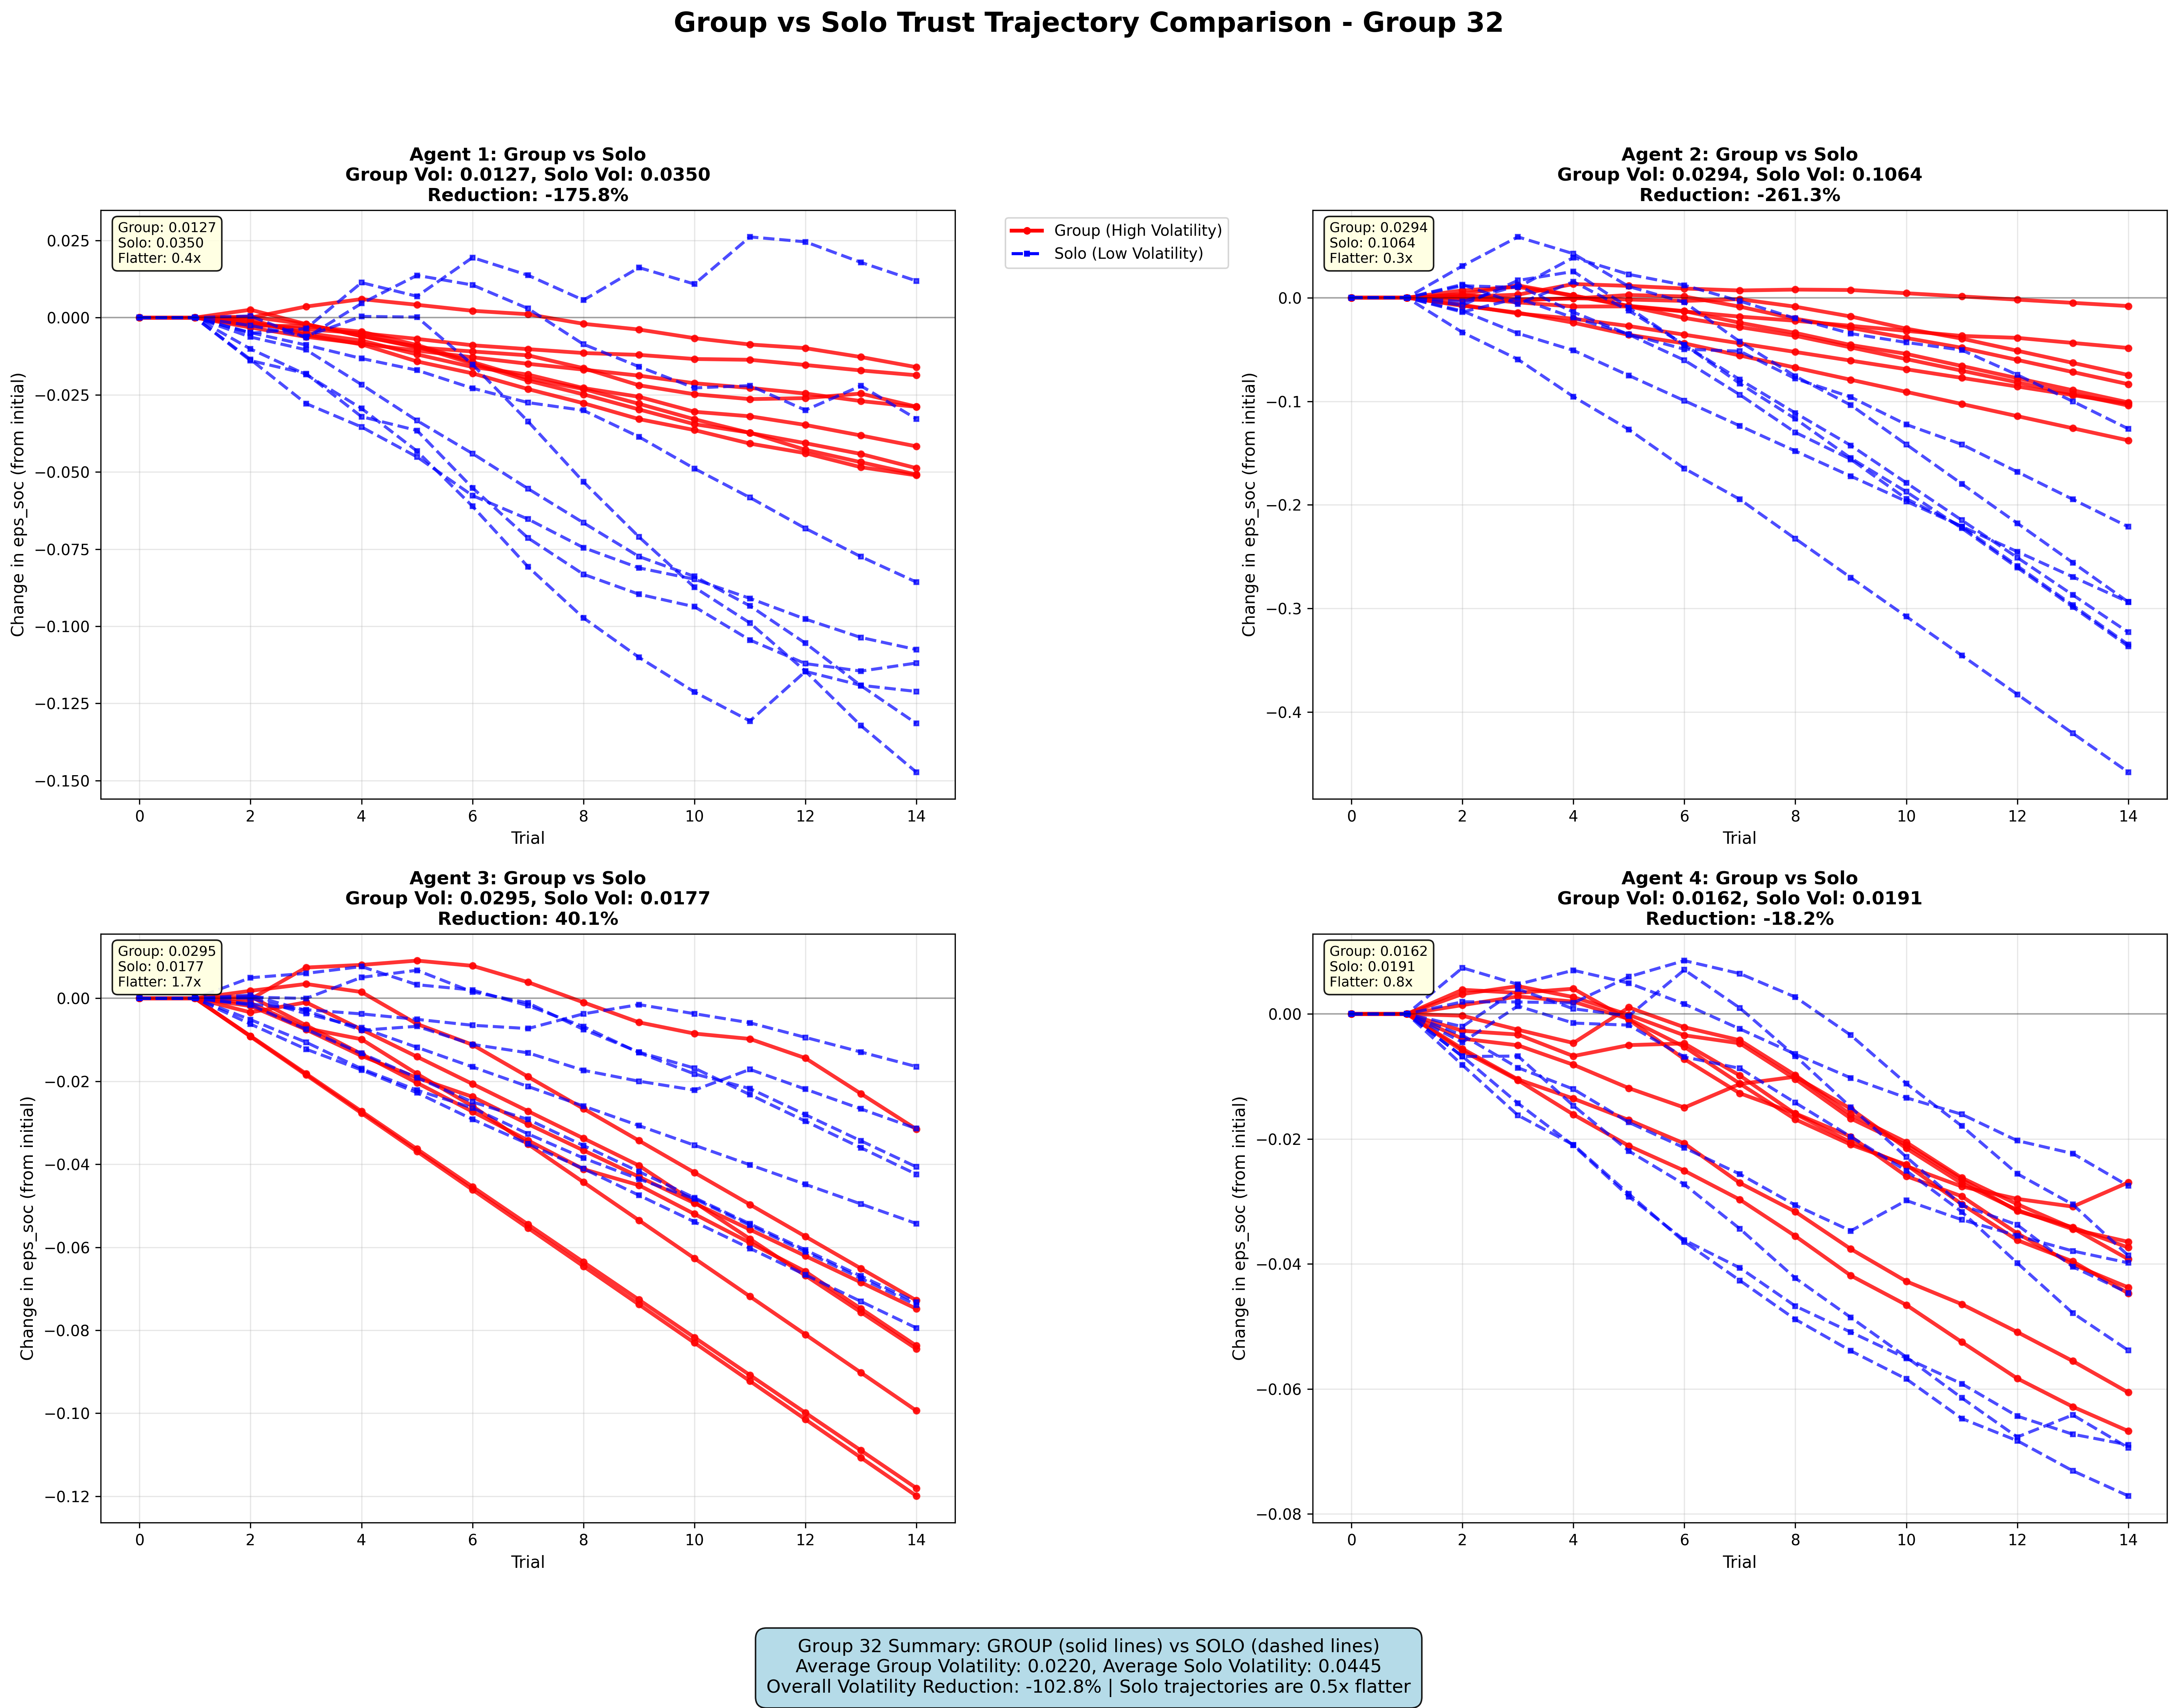 Group vs Solo Trust Trajectory Comparison - Group 32
Agent 1: Group vs Solo
Group Vol: 0.0127, Solo Vol: 0.0350
Reduction: -175.8%
Group: 0.0127
Solo: 0.0350
Flatter: 0.4x
Change in eps_soc (from initial)
0.025
0.000
−0.025
−0.050
−0.075
−0.100
−0.125
−0.150
0 2 4 6 8 10 12 14
Trial
Group (High Volatility)
Solo (Low Volatility)
Agent 2: Group vs Solo
Group Vol: 0.0294, Solo Vol: 0.1064
Reduction: -261.3%
Group: 0.0294
Solo: 0.1064
Flatter: 0.3x
Change in eps_soc (from initial)
0.0
−0.1
−0.2
−0.3
−0.4
0 2 4 6 8 10 12 14
Trial
Agent 3: Group vs Solo
Group Vol: 0.0295, Solo Vol: 0.0177
Reduction: 40.1%
Group: 0.0295
Solo: 0.0177
Flatter: 1.7x
Change in eps_soc (from initial)
0.00
−0.02
−0.04
−0.06
−0.08
−0.10
−0.12
0 2 4 6 8 10 12 14
Trial
Agent 4: Group vs Solo
Group Vol: 0.0162, Solo Vol: 0.0191
Reduction: -18.2%
Group: 0.0162
Solo: 0.0191
Flatter: 0.8x
Change in eps_soc (from initial)
0.00
−0.02
−0.04
−0.06
−0.08
0 2 4 6 8 10 12 14
Trial
Group 32 Summary: GROUP (solid lines) vs SOLO (dashed lines)
Average Group Volatility: 0.0220, Average Solo Volatility: 0.0445
Overall Volatility Reduction: -102.8% | Solo trajectories are 0.5x flatter